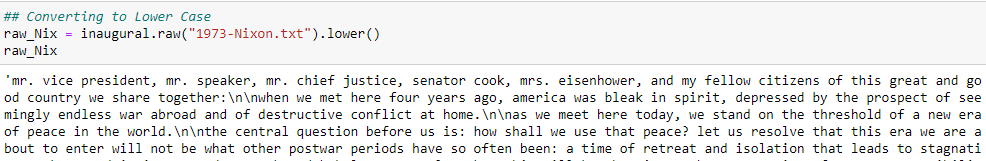 ## Converting to Lower Case
raw_Nix = inaugural.raw("1973-Nixon.txt").lower()
raw_Nix
'mr. vice president, mr. speaker, mr. chief justice, senator cook, mrs. eisenhower, and my fellow citizens of this great and go
od country we share together:\n\nwhen we met here four years ago, america was bleak in spirit, depressed by the prospect of see
mingly endless war abroad and of destructive conflict at home.\n\nas we meet here today, we stand on the threshold of a new era
of peace in the world.\n\nthe central question before us is: how shall we use that peace? let us resolve that this era we are a
bout to enter will not be what other postwar periods have so often been: a time of retreat and isolation that leads to stagnati